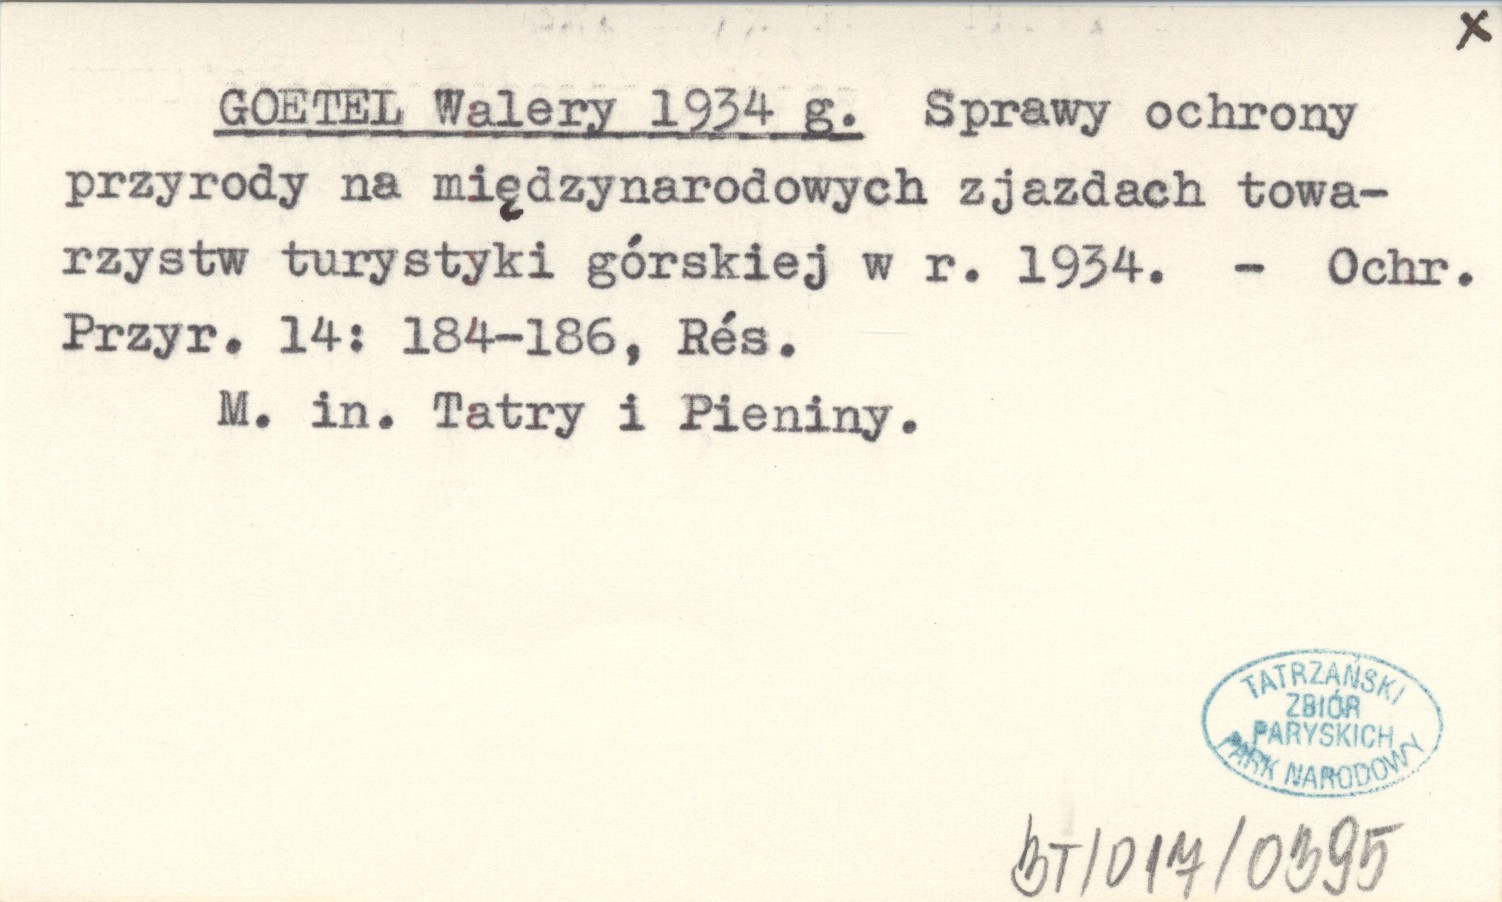 x
GOETEL Walery 1934 g. Sprawy ochrony
przyrody na międzynarodowych zjazdach towa-
rzystw turystyki górskiej w r. 1934. - Ochr.
Przyr. 14: 184-186, Rés.
M. in. Tatry i Pieniny.
TATRZAŃSKI
ZBIÓR
PARYSKICH
PARK NARODOWY
BT/017/0395